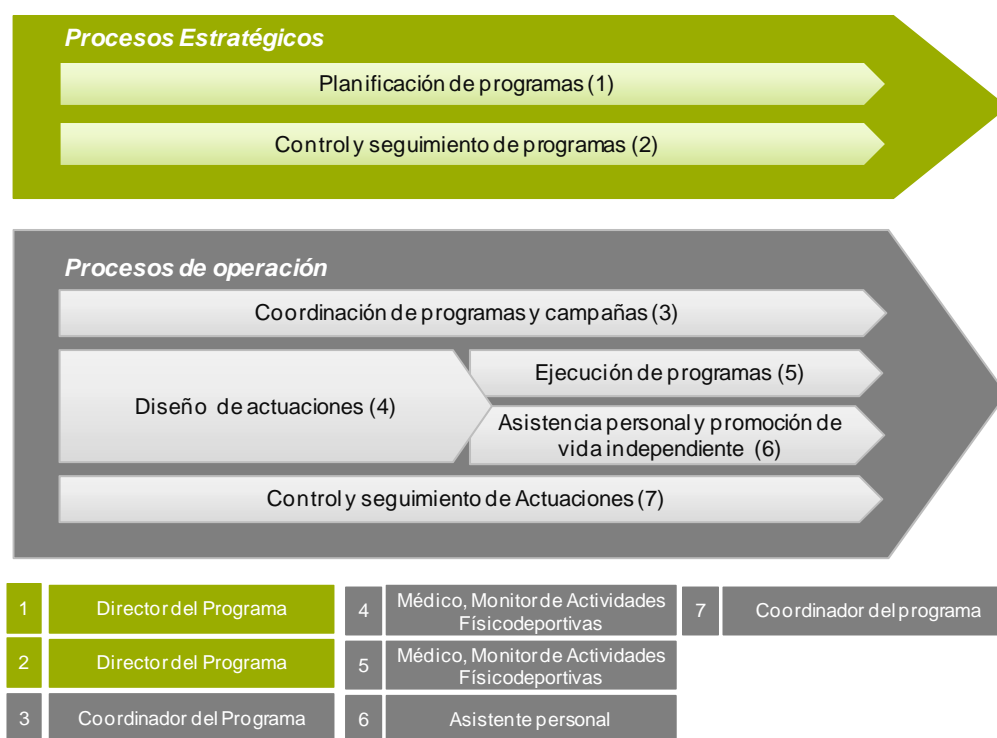 Procesos Estratégicos
Planificación de programas (1)
Control y seguimiento de programas (2)
Procesos de operación
Coordinación de programas y campañas (3)
Diseño de actuaciones (4)
Ejecución de programas (5)
Asistencia personal y promoción de
vida independiente (6)
Control y seguimiento de Actuaciones (7)
1 Director del Programa
2 Director del Programa
3 Coordinador del Programa
4 Médico, Monitor de Actividades
Físicodeportivas
5 Médico, Monitor de Actividades
Físicodeportivas
6 Asistente personal
7 Coordinador del programa